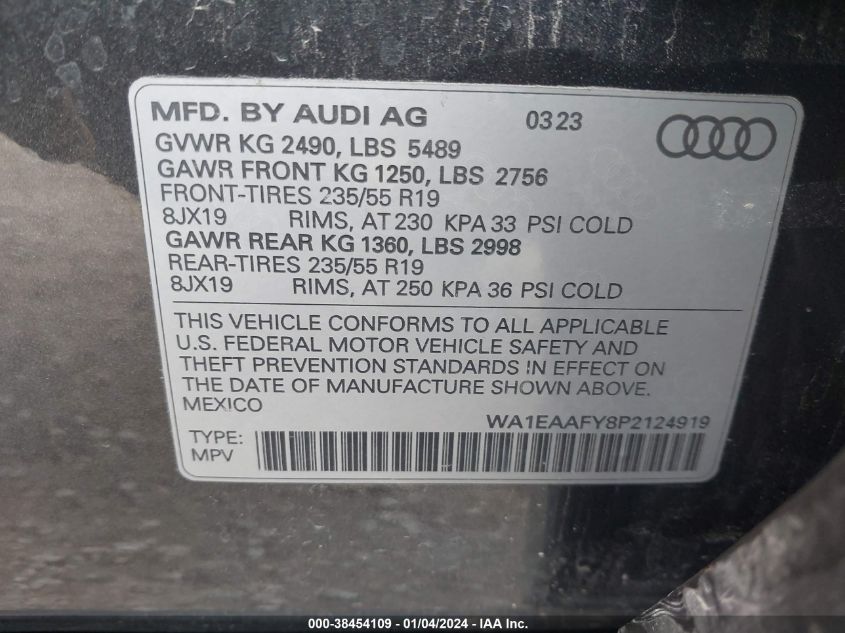 MFD. BY AUDI AG 0323
GVWR KG 2490, LBS 5489
GAWR FRONT KG 1250, LBS 2756
FRONT-TIRES 235/55 R19
8JX19 RIMS, AT 230 KPA 33 PSI COLD
GAWR REAR KG 1360, LBS 2998
REAR-TIRES 235/55 R19
8JX19 RIMS, AT 250 KPA 36 PSI COLD
THIS VEHICLE CONFORMS TO ALL APPLICABLE
U.S. FEDERAL MOTOR VEHICLE SAFETY AND
THEFT PREVENTION STANDARDS IN EFFECT ON
THE DATE OF MANUFACTURE SHOWN ABOVE.
MEXICO
WA1EAAFY8P2124919
TYPE:
MPV
000-38454109 - 01/04/2024 - IAA Inc.